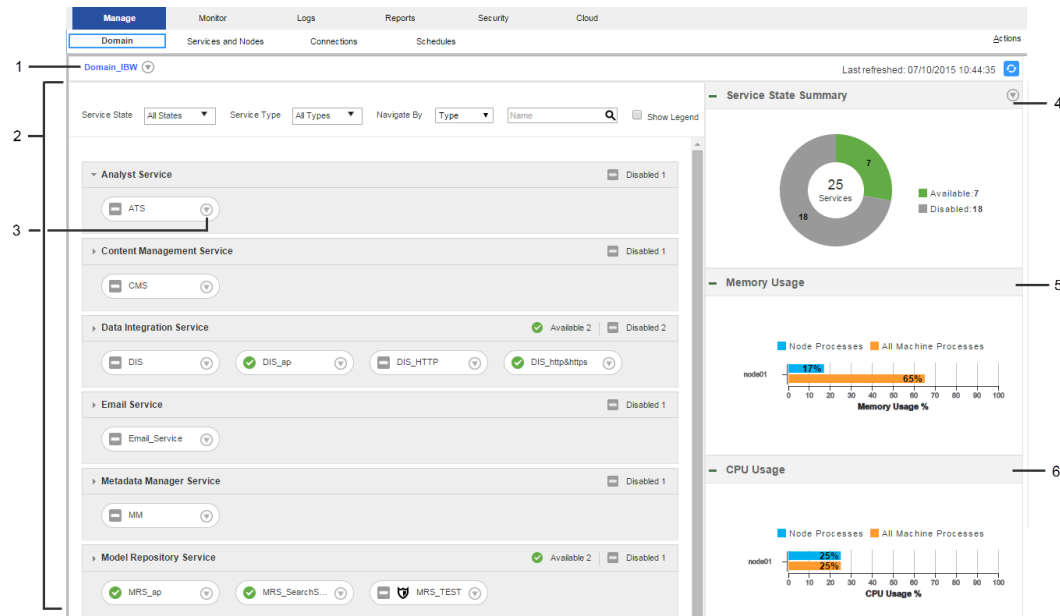 Manage Monitor Logs Reports Security Cloud
Domain Services and Nodes Connections Schedules Actions
1 Domain_IBW Last refreshed: 07/10/2015 10:44:35
2
Service State All States Service Type All Types Navigate By Type Name Show Legend
Analyst Service Disabled 1
3 ATS
Content Management Service Disabled 1
CMS
Data Integration Service Available 2 Disabled 2
DIS DIS_ap DIS_HTTP DIS_http&https
Email Service Disabled 1
Email_Service
Metadata Manager Service Disabled 1
MM
Model Repository Service Available 2 Disabled 1
MRS_ap MRS_SearchS... MRS_TEST
Service State Summary 4
7
25
Services
18
Available:7
Disabled:18
Memory Usage 5
Node Processes All Machine Processes
17%
node01
65%
0 10 20 30 40 50 60 70 80 90 100
Memory Usage %
CPU Usage 6
Node Processes All Machine Processes
25%
node01
25%
0 10 20 30 40 50 60 70 80 90 100
CPU Usage %